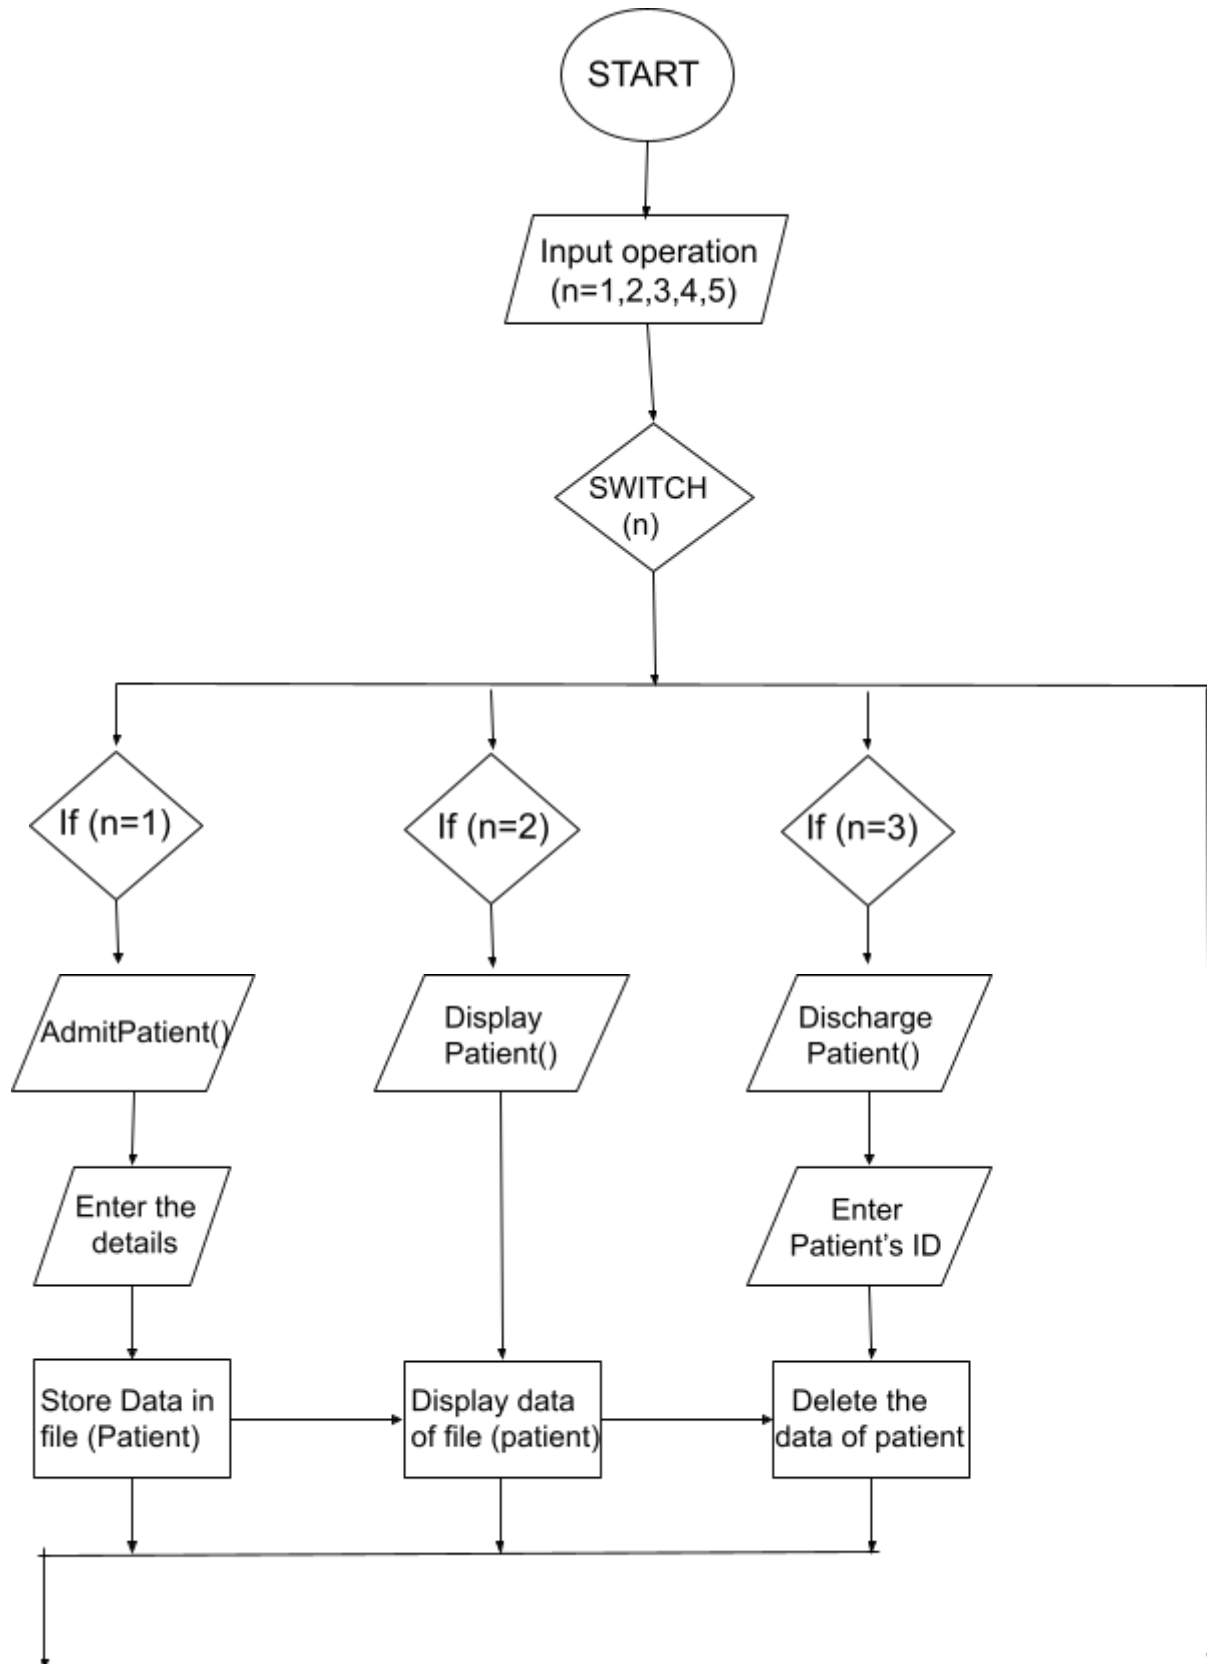 START
Input operation
(n=1,2,3,4,5)
SWITCH
(n)
If (n=1)
If (n=2)
If (n=3)
AdmitPatient()
Display
Patient()
Discharge
Patient()
Enter the
details
Enter
Patient’s ID
Store Data in
file (Patient)
Display data
of file (patient)
Delete the
data of patient